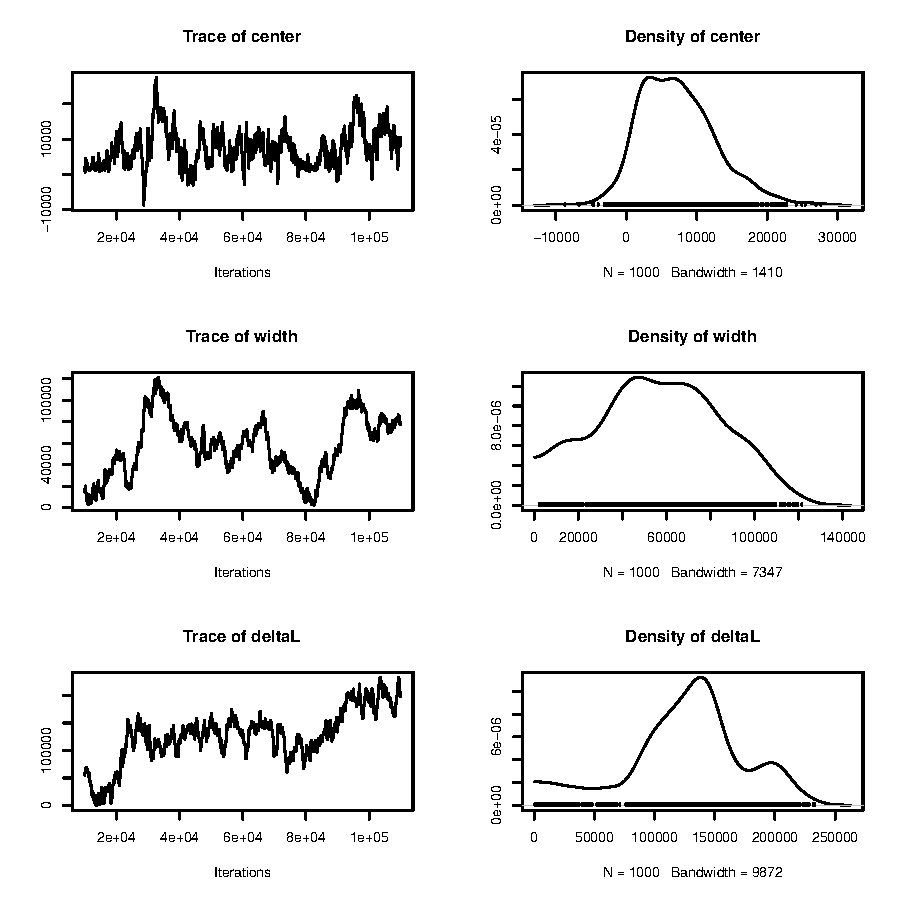 Trace of center
Density of center
−10000
10000
2e+04 4e+04 6e+04 8e+04 1e+05
Iterations
0e+00
4e−05
−10000 0 10000 20000 30000
N = 1000 Bandwidth = 1410
Trace of width
Density of width
0 40000 100000
2e+04 4e+04 6e+04 8e+04 1e+05
Iterations
0.0e+00
8.0e−06
0 20000 60000 100000 140000
N = 1000 Bandwidth = 7347
Trace of deltaL
Density of deltaL
0 100000
2e+04 4e+04 6e+04 8e+04 1e+05
Iterations
0e+00
6e−06
0 50000 100000 150000 200000 250000
N = 1000 Bandwidth = 9872